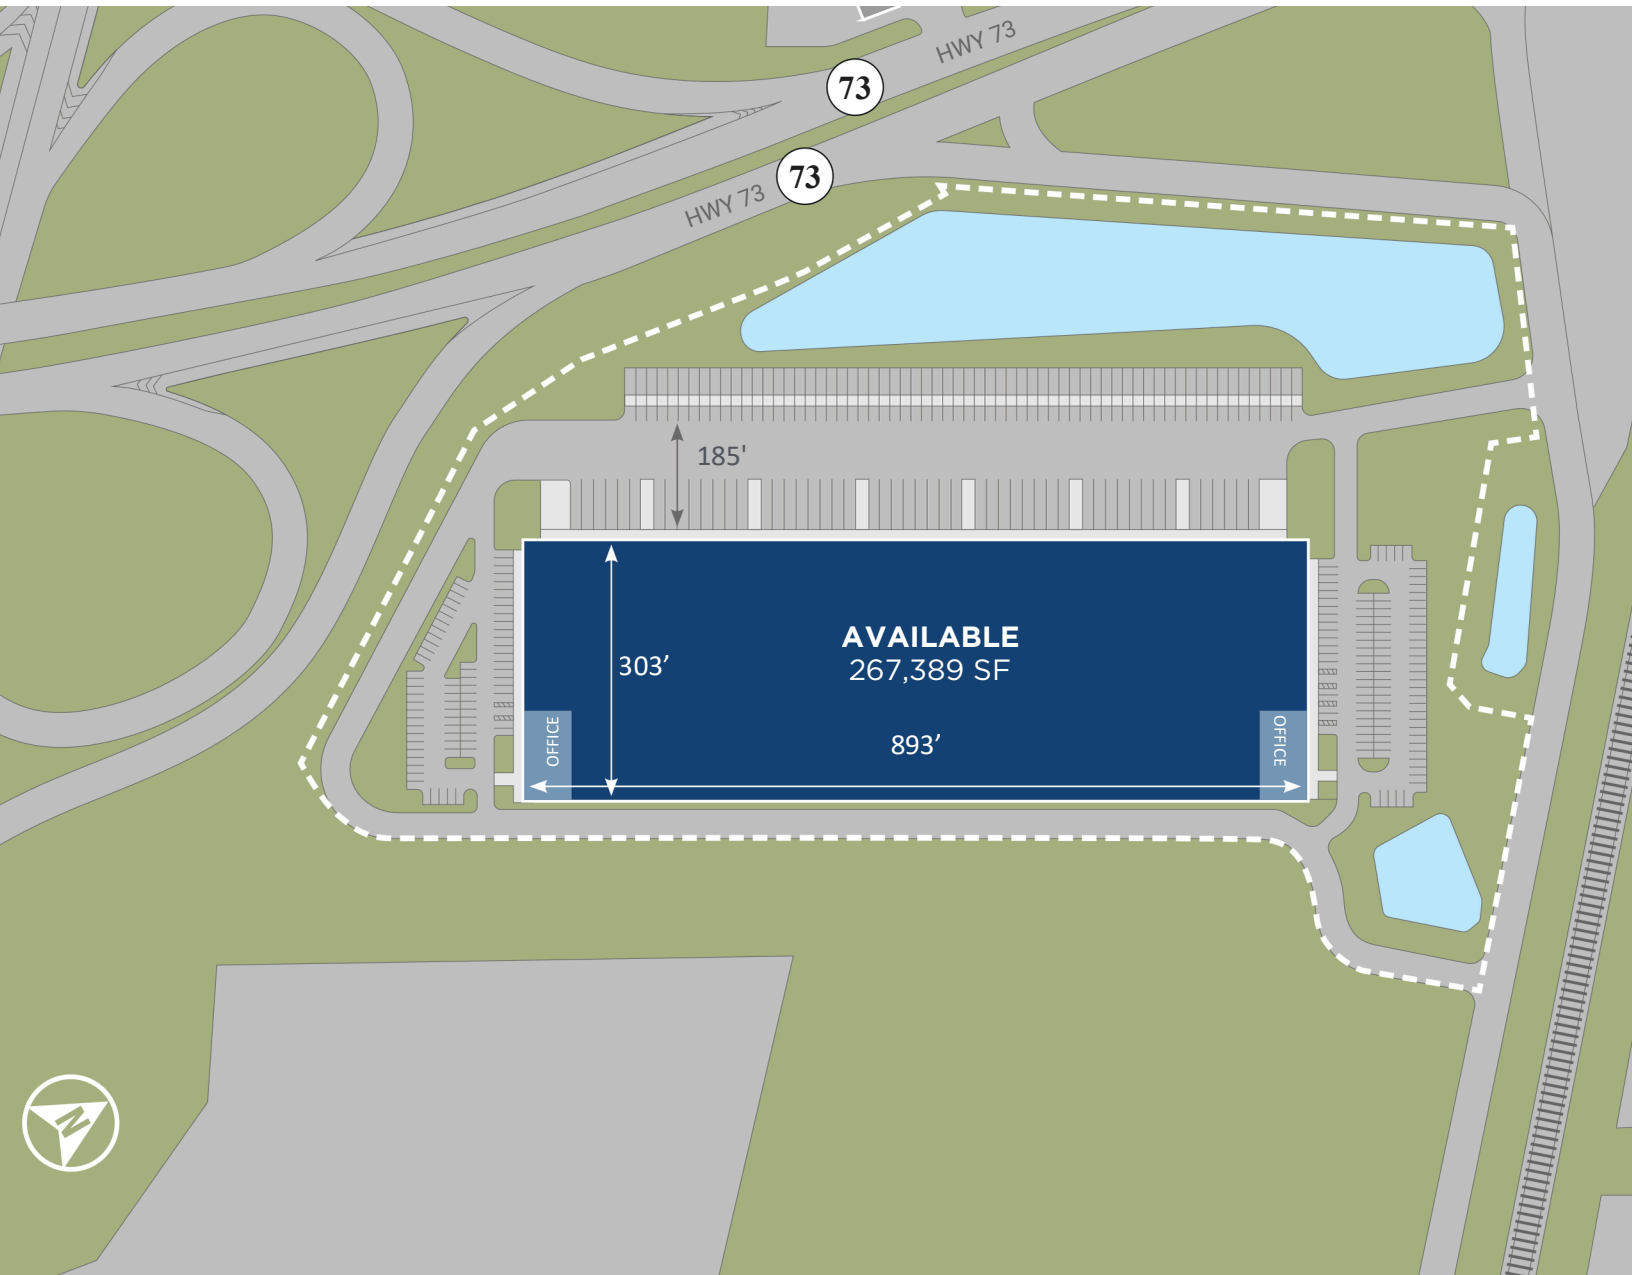 HWY 73
73
73
HWY 73
185'
AVAILABLE
267,389 SF
303’
893’
OFFICE
OFFICE
N